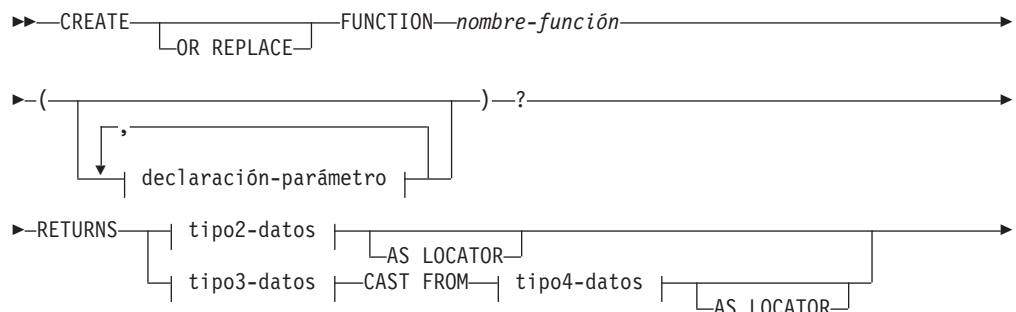 CREATE OR REPLACE FUNCTION nombre-función
( , declaración-parámetro ) ?
RETURNS tipo2-datos AS LOCATOR
tipo3-datos CAST FROM tipo4-datos AS LOCATOR